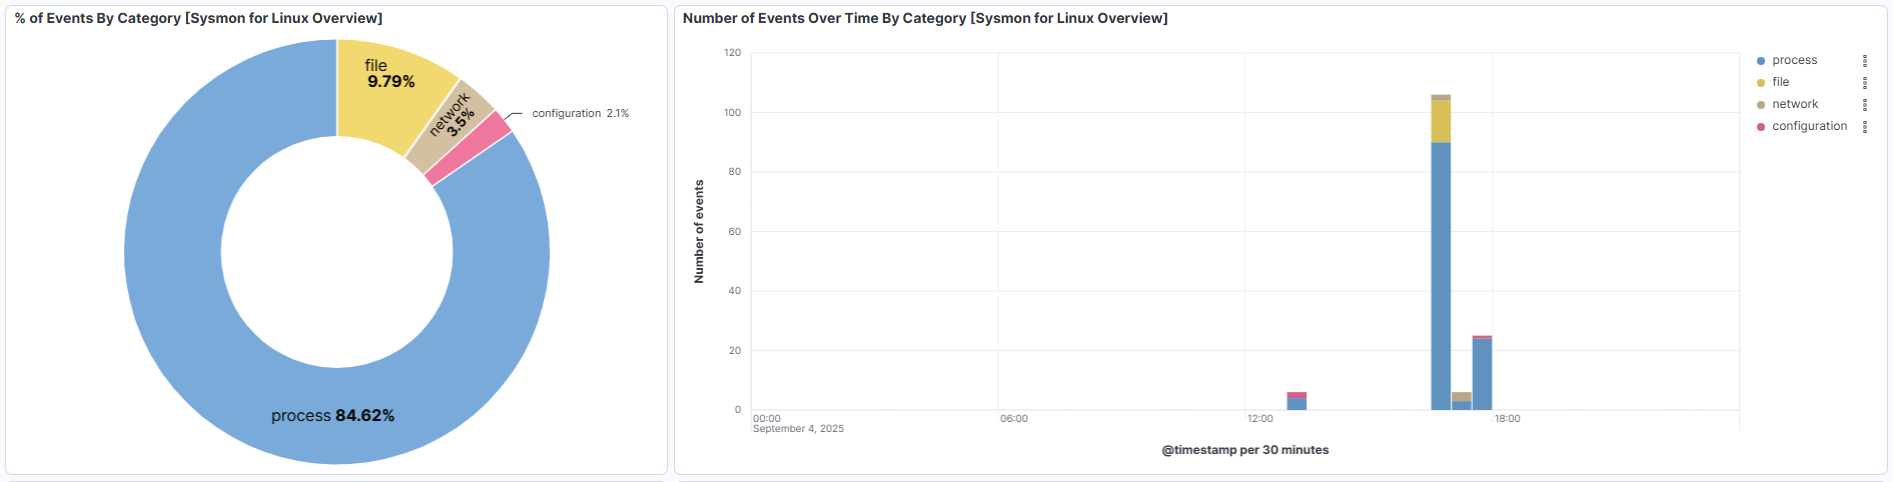 % of Events By Category [Sysmon for Linux Overview]
file
9.79%
network
3.5%
configuration 2.1%
process 84.62%
Number of Events Over Time By Category [Sysmon for Linux Overview]
Number of events
120
100
80
60
40
20
0
00:00
September 4, 2025
06:00
12:00
18:00
@timestamp per 30 minutes
process
file
network
configuration